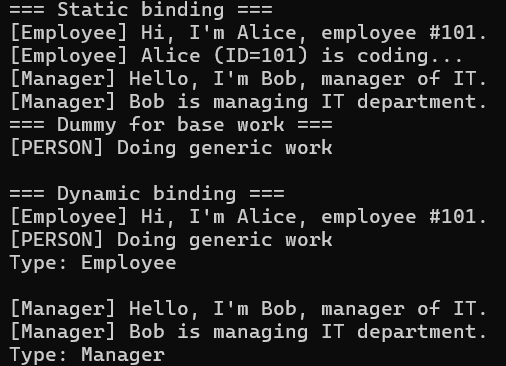 === Static binding ===
[Employee] Hi, I'm Alice, employee #101.
[Employee] Alice (ID=101) is coding...
[Manager] Hello, I'm Bob, manager of IT.
[Manager] Bob is managing IT department.
=== Dummy for base work ===
[PERSON] Doing generic work
=== Dynamic binding ===
[Employee] Hi, I'm Alice, employee #101.
[PERSON] Doing generic work
Type: Employee
[Manager] Hello, I'm Bob, manager of IT.
[Manager] Bob is managing IT department.
Type: Manager